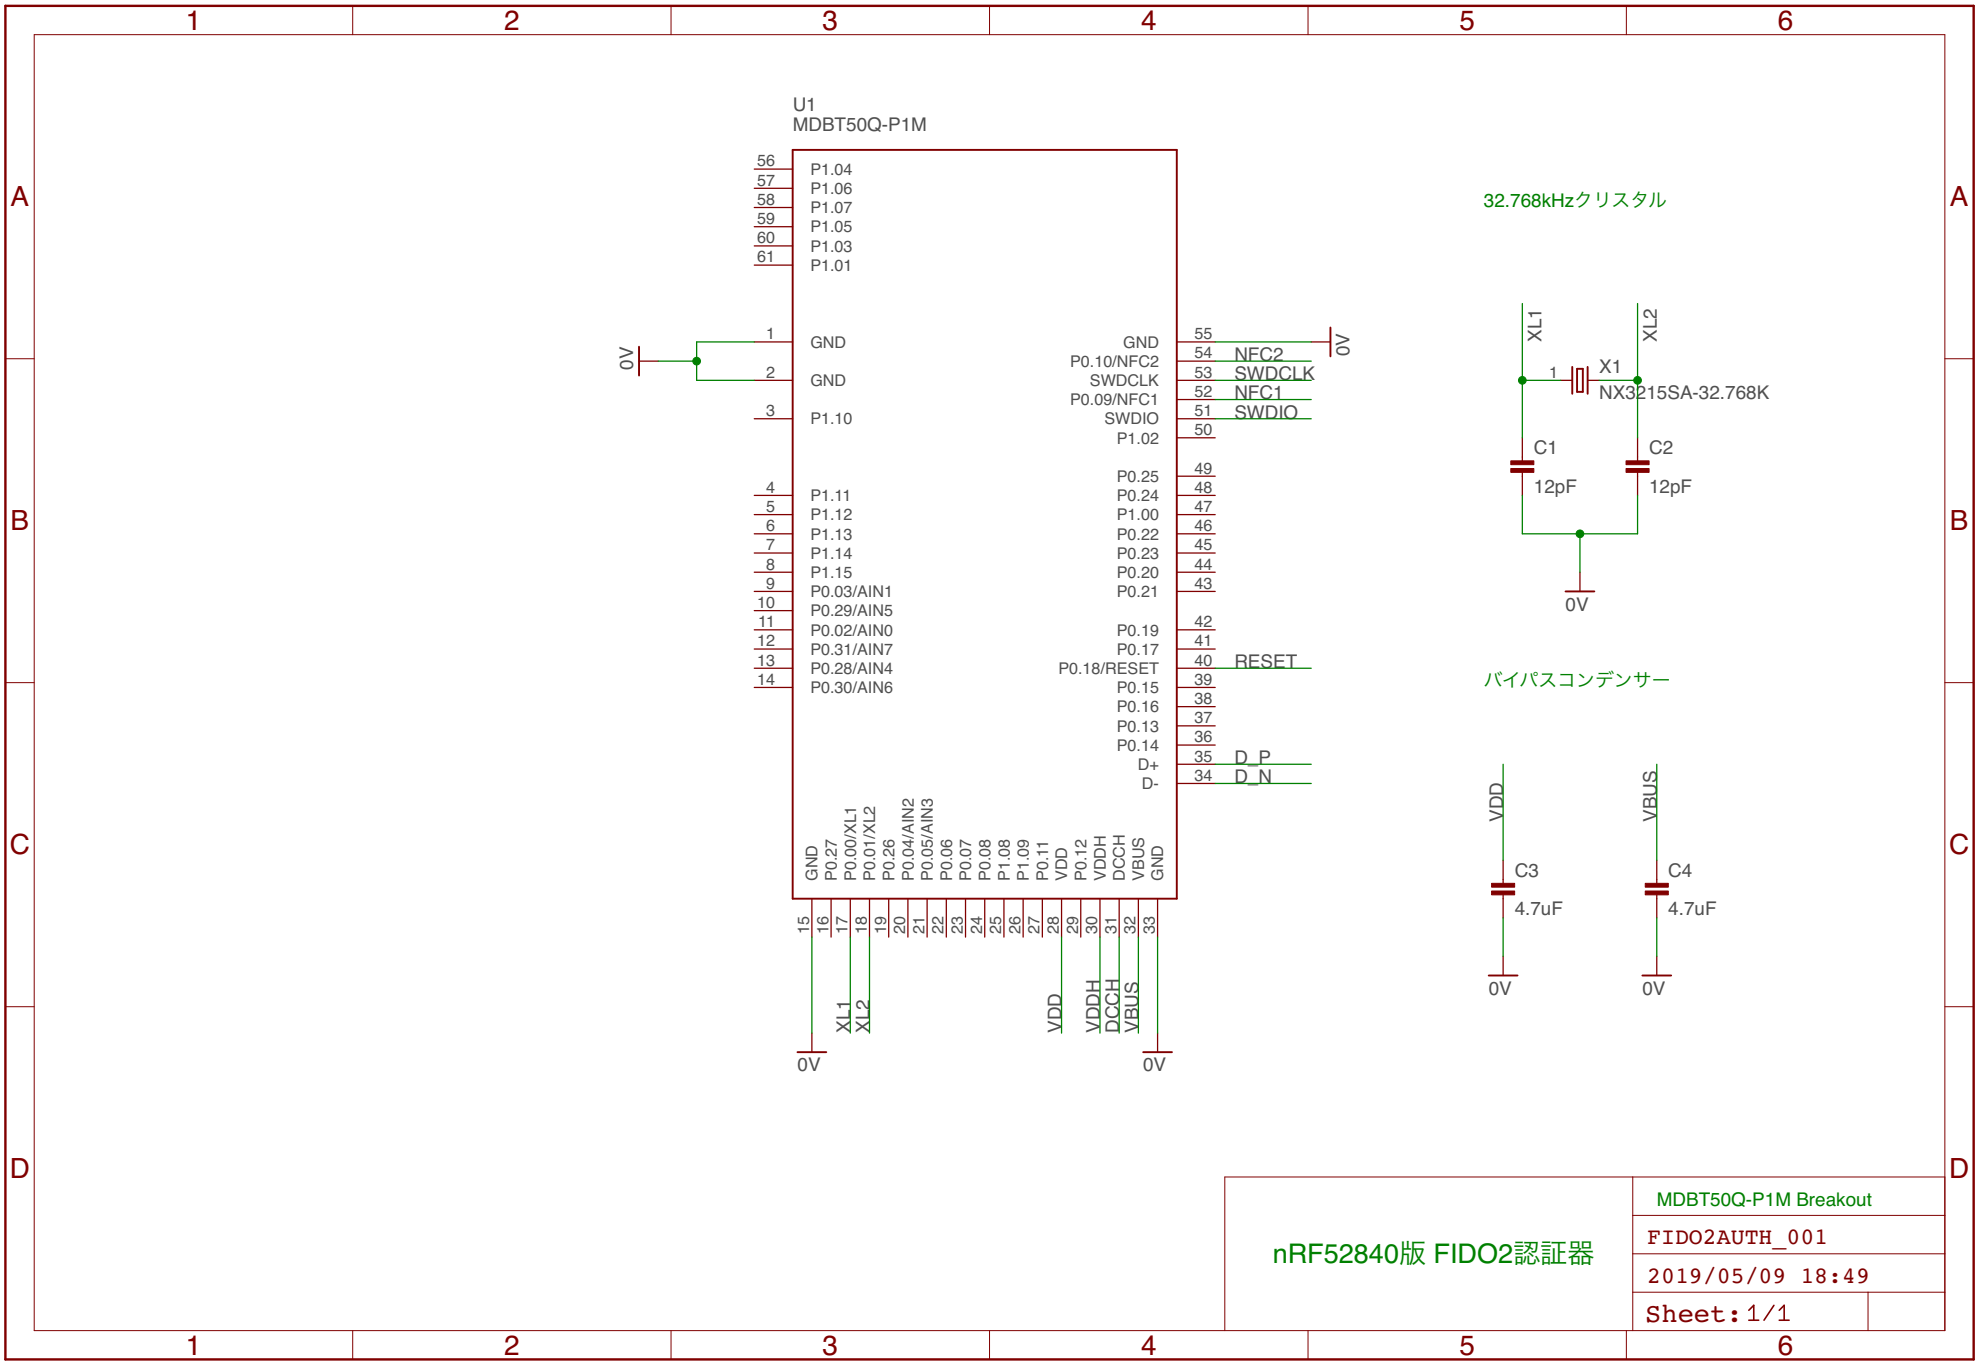 1 2 3 4 5 6
A A
B B
C C
D D
U1
MDBT50Q-P1M
56 P1.04
57 P1.06
58 P1.07
59 P1.05
60 P1.03
61 P1.01
0V
1 GND
2 GND
3 P1.10
4 P1.11
5 P1.12
6 P1.13
7 P1.14
8 P1.15
9 P0.03/AIN1
10 P0.29/AIN5
11 P0.02/AIN0
12 P0.31/AIN7
13 P0.28/AIN4
14 P0.30/AIN6
GND 55 0V
P0.10/NFC2 54 NFC2
SWDCLK 53 SWDCLK
P0.09/NFC1 52 NFC1
SWDIO 51 SWDIO
P1.02 50
P0.25 49
P0.24 48
P1.00 47
P0.22 46
P0.23 45
P0.20 44
P0.21 43
P0.19 42
P0.17 41
P0.18/RESET 40 RESET
P0.15 39
P0.16 38
P0.13 37
P0.14 36
D+ 35 D_P
D- 34 D_N
GND 15 0V
P0.27 16
P0.00/XL1 17 XL1
P0.01/XL2 18 XL2
P0.26 19
P0.04/AIN2 20
P0.05/AIN3 21
P0.06 22
P0.07 23
P0.08 24
P1.08 25
P1.09 26
P0.11 27
VDD 28 VDD
P0.12 29
VDDH 30 VDDH
DCCH 31 DCCH
VBUS 32 VBUS
GND 33 0V
32.768kHzクリスタル
XL1 XL2
1 X1
NX3215SA-32.768K
C1 C2
12pF 12pF
0V
バイパスコンデンサー
VDD VBUS
C3 C4
4.7uF 4.7uF
0V 0V
nRF52840版 FIDO2認証器
MDBT50Q-P1M Breakout
FIDO2AUTH_001
2019/05/09 18:49
Sheet: 1/1
1 2 3 4 5 6